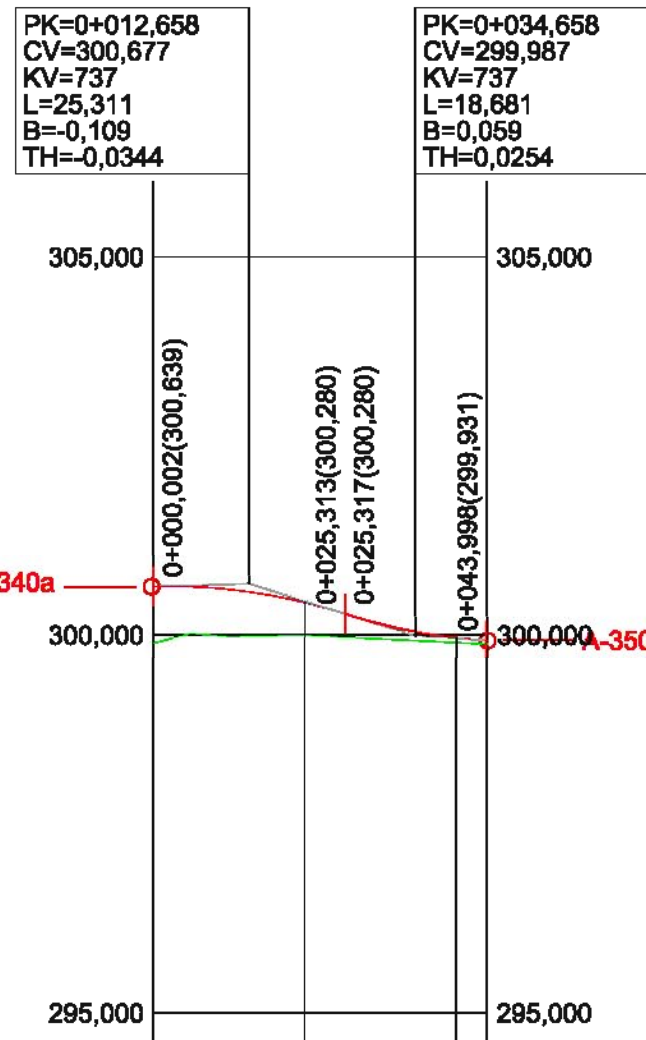 PK=0+012,658
CV=300,677
KV=737
L=25,311
B=-0,109
TH=-0,0344
PK=0+034,658
CV=299,987
KV=737
L=18,681
B=0,059
TH=0,0254
305,000
305,000
0+000,002(300,639)
0+025,313(300,280)
0+025,317(300,280)
0+043,998(299,931)
340a
300,000
300,000
A-350
295,000
295,000